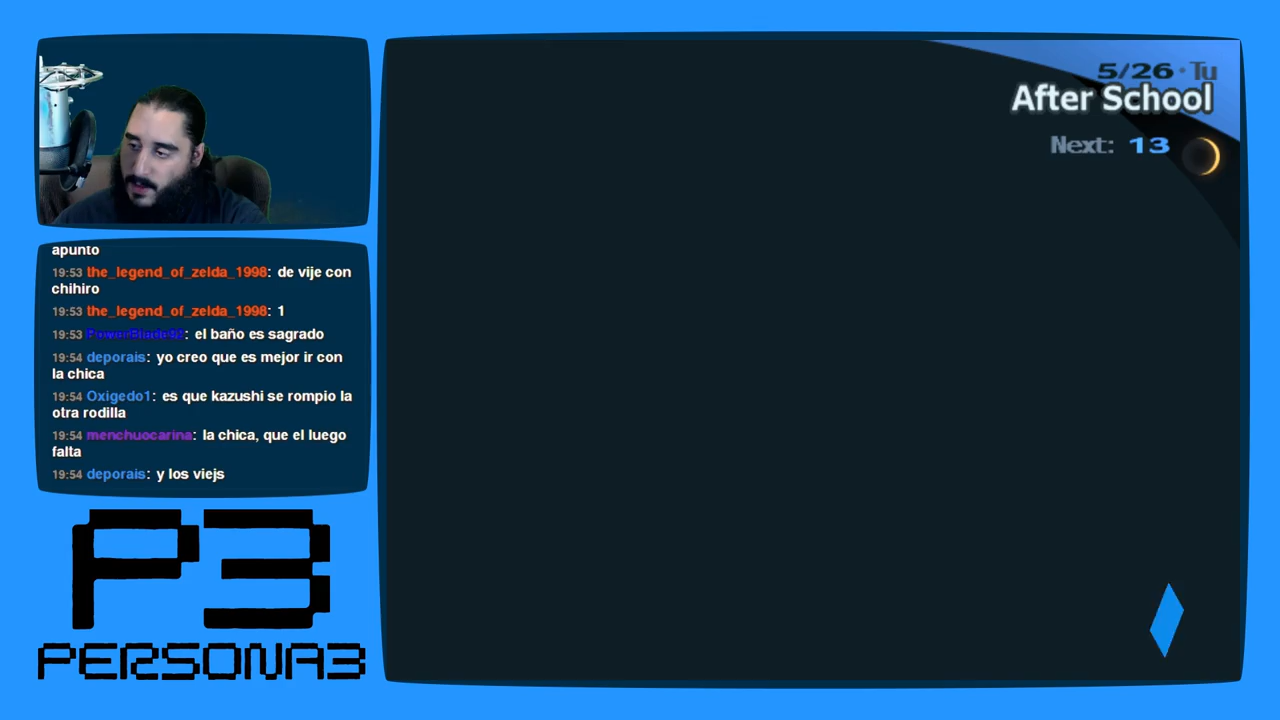 5/26 · Tu
After School
Next: 13
apunto
19:53 the_legend_of_zelda_1998: de vije con
chihiro
19:53 the_legend_of_zelda_1998: 1
19:53 : el baño es sagrado
19:54 deporais: yo creo que es mejor ir con
la chica
19:54 Oxigedo1: es que kazushi se rompio la
otra rodilla
19:54 menchuocarina: la chica, que el luego
falta
19:54 deporais: y los viejs
P3
PERSONA3